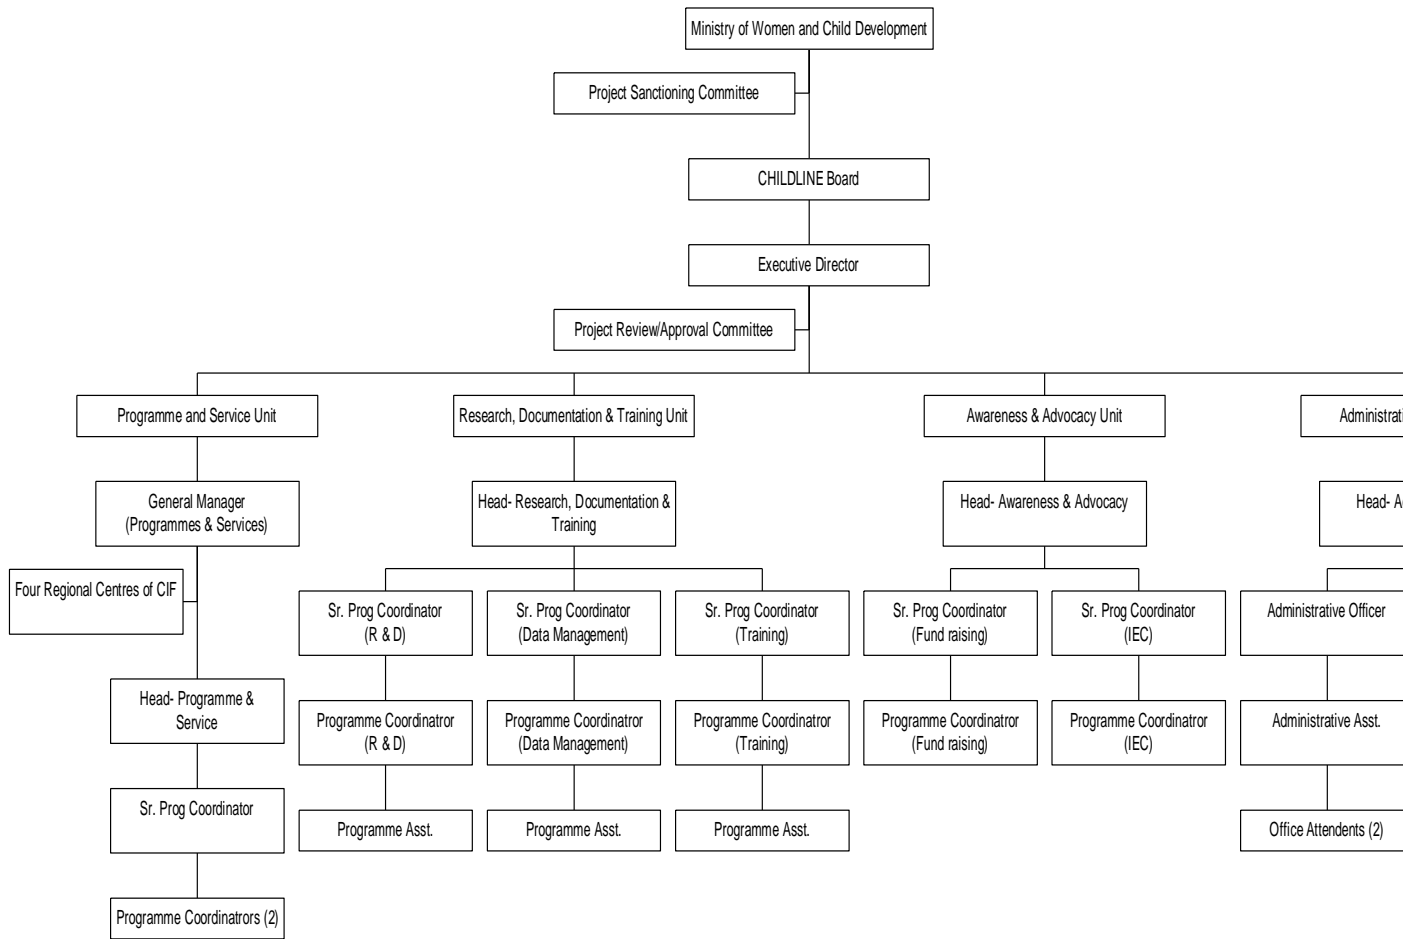 Ministry of Women and Child Development
Project Sanctioning Committee
CHILDLINE Board
Executive Director
Project Review/Approval Committee
Programme and Service Unit
Research, Documentation & Training Unit
Awareness & Advocacy Unit
Administrati
General Manager
(Programmes & Services)
Head- Research, Documentation &
Training
Head- Awareness & Advocacy
Head- A
Four Regional Centres of CIF
Sr. Prog Coordinator
(R & D)
Sr. Prog Coordinator
(Data Management)
Sr. Prog Coordinator
(Training)
Sr. Prog Coordinator
(Fund raising)
Sr. Prog Coordinator
(IEC)
Administrative Officer
Head- Programme &
Service
Programme Coordinatror
(R & D)
Programme Coordinatror
(Data Management)
Programme Coordinatror
(Training)
Programme Coordinatror
(Fund raising)
Programme Coordinatror
(IEC)
Administrative Asst.
Sr. Prog Coordinator
Programme Asst.
Programme Asst.
Programme Asst.
Office Attendents (2)
Programme Coordinatrors (2)